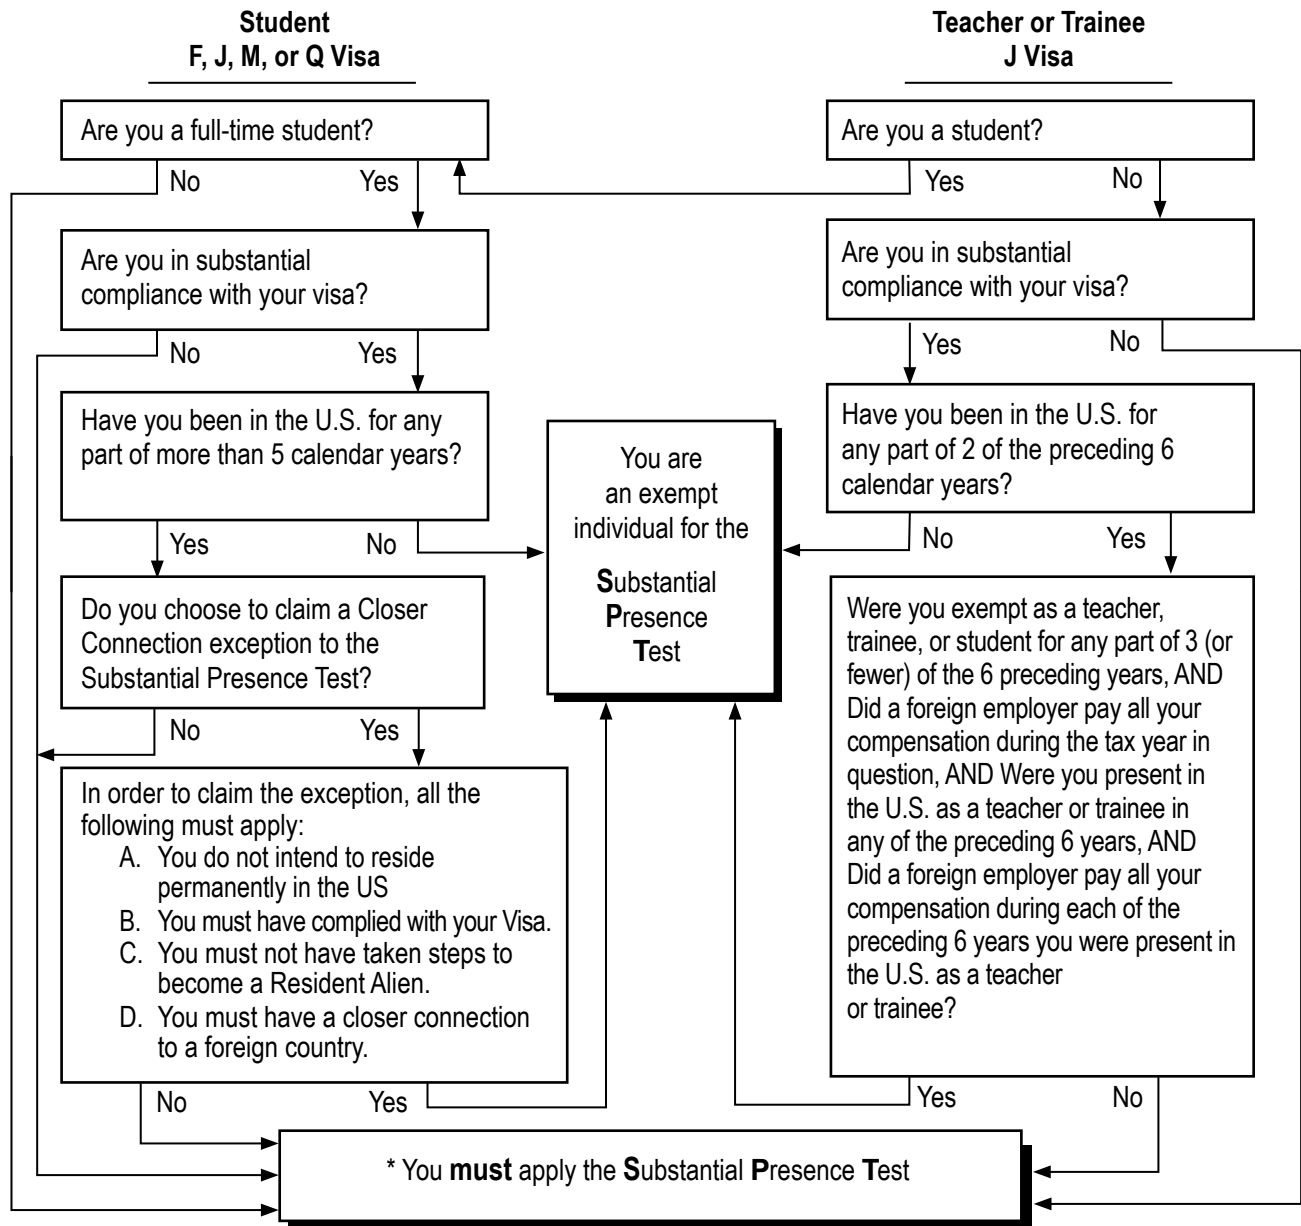 Student
F, J, M, or Q Visa
Are you a full-time student?
No
Yes
Are you in substantial
compliance with your visa?
No
Yes
Have you been in the U.S. for any
part of more than 5 calendar years?
Yes
No
Do you choose to claim a Closer
Connection exception to the
Substantial Presence Test?
No
Yes
In order to claim the exception, all the
following must apply:
A. You do not intend to reside
permanently in the US
B. You must have complied with your Visa.
C. You must not have taken steps to
become a Resident Alien.
D. You must have a closer connection
to a foreign country.
No
Yes
You are
an exempt
individual for the
Substantial
Presence
Test
Teacher or Trainee
J Visa
Are you a student?
Yes
No
Are you in substantial
compliance with your visa?
Yes
No
Have you been in the U.S. for
any part of 2 of the preceding 6
calendar years?
No
Yes
Were you exempt as a teacher,
trainee, or student for any part of 3 (or
fewer) of the 6 preceding years, AND
Did a foreign employer pay all your
compensation during the tax year in
question, AND Were you present in
the U.S. as a teacher or trainee in
any of the preceding 6 years, AND
Did a foreign employer pay all your
compensation during each of the
preceding 6 years you were present in
the U.S. as a teacher
or trainee?
Yes
No
* You must apply the Substantial Presence Test